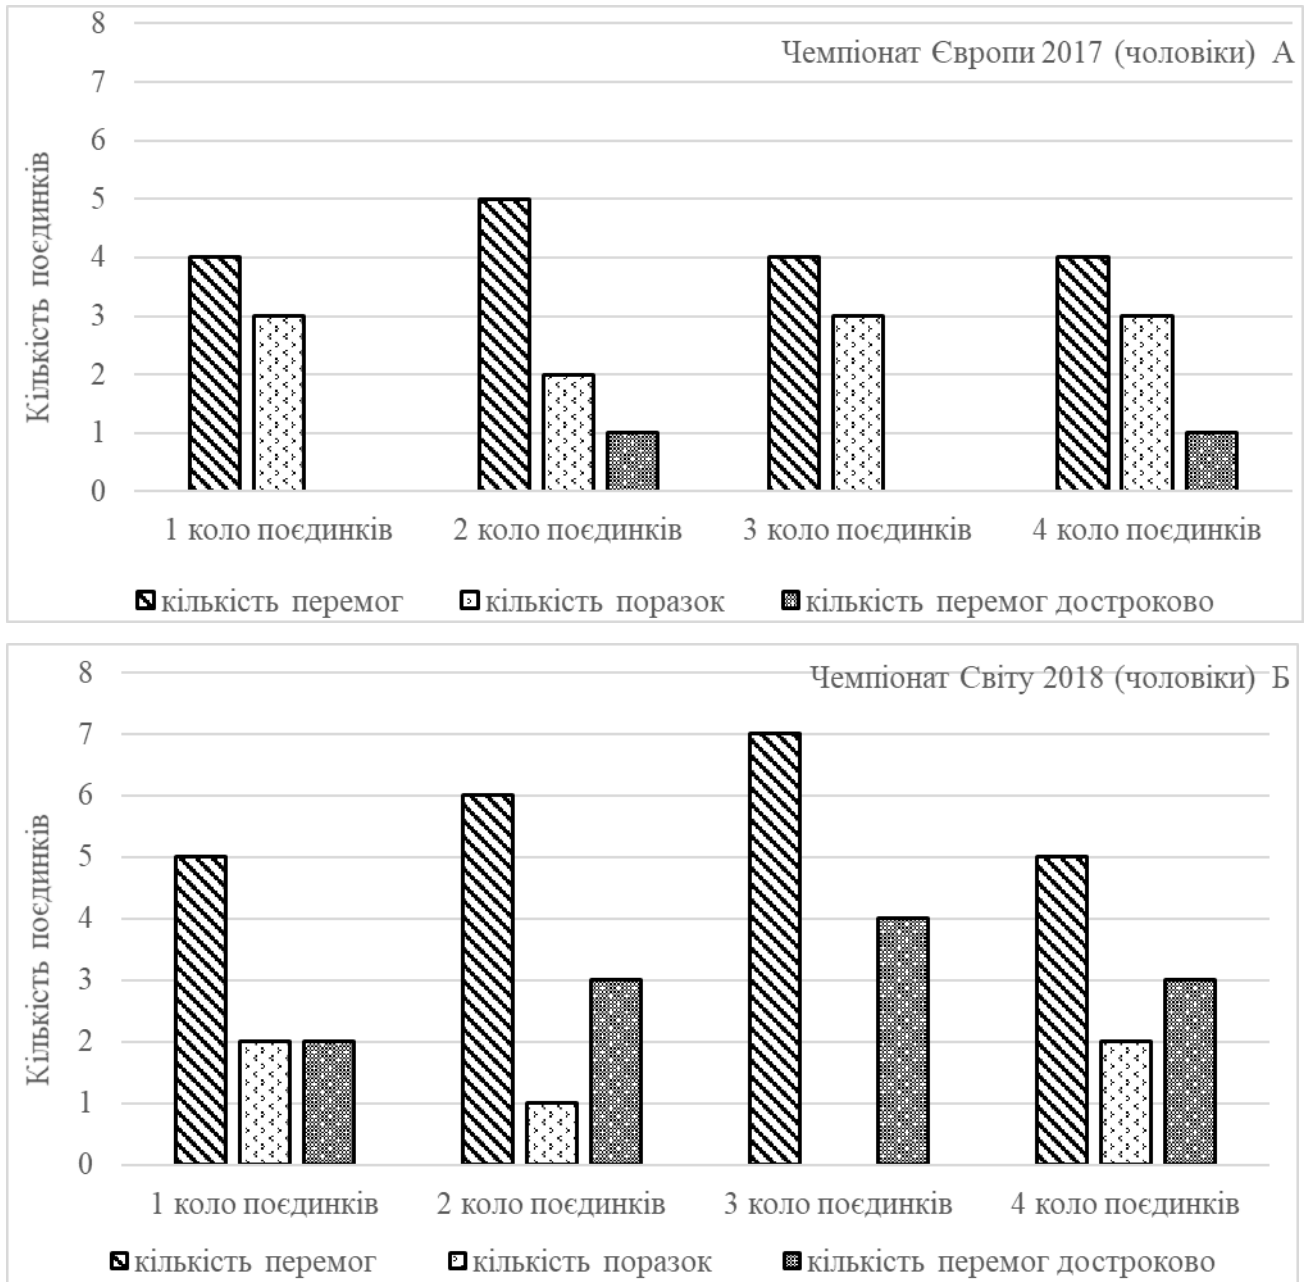 8
Чемпіонат Європи 2017 (чоловіки) А
7
6
5
4
3
2
1
0
Кількість поєдинків
1 коло поєдинків 2 коло поєдинків 3 коло поєдинків 4 коло поєдинків
кількість перемог кількість поразок кількість перемог достроково
8
Чемпіонат Світу 2018 (чоловіки) Б
7
6
5
4
3
2
1
0
Кількість поєдинків
1 коло поєдинків 2 коло поєдинків 3 коло поєдинків 4 коло поєдинків
кількість перемог кількість поразок кількість перемог достроково